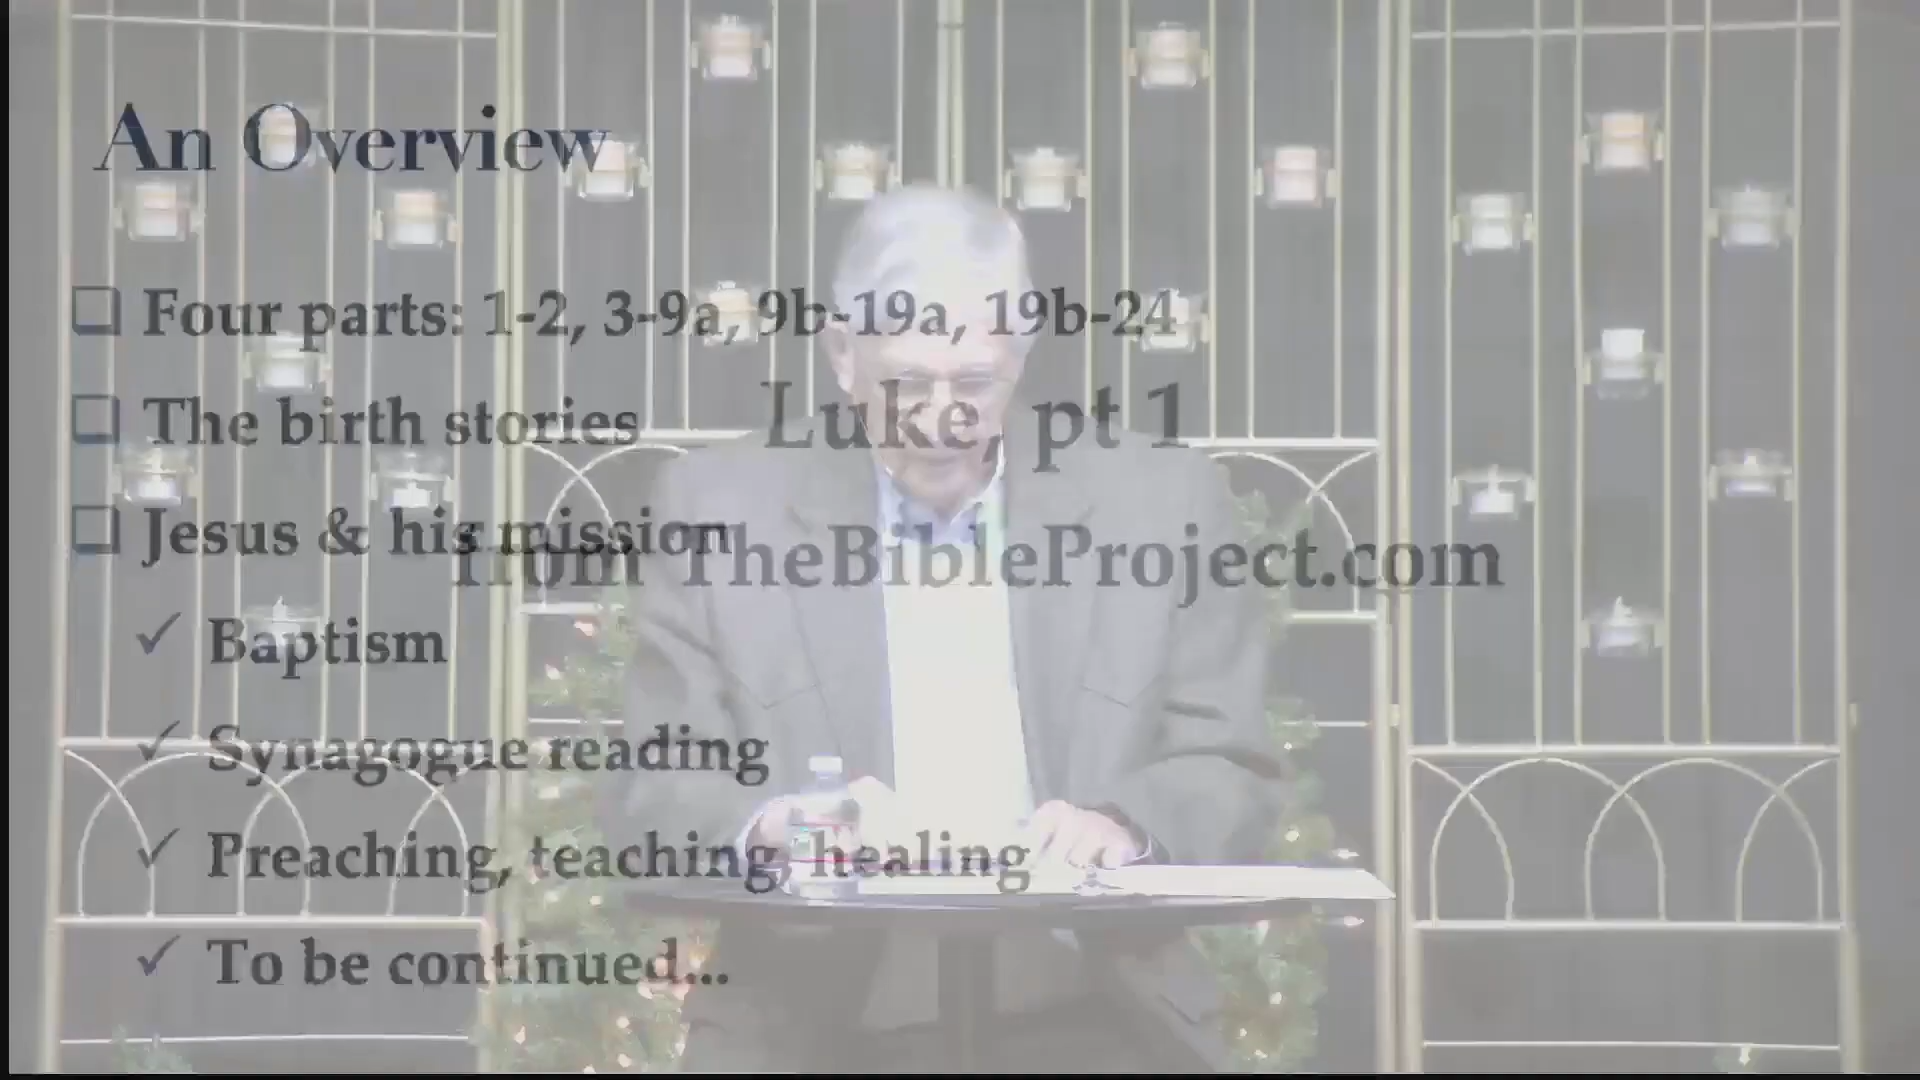 An Overview
Four parts: 1-2, 3-9a, 9b-19a, 19b-24
The birth stories
Jesus & his mission
Baptism
Synagogue reading
Preaching, teaching, healing
To be continued...
Luke, pt 1
from TheBibleProject.com